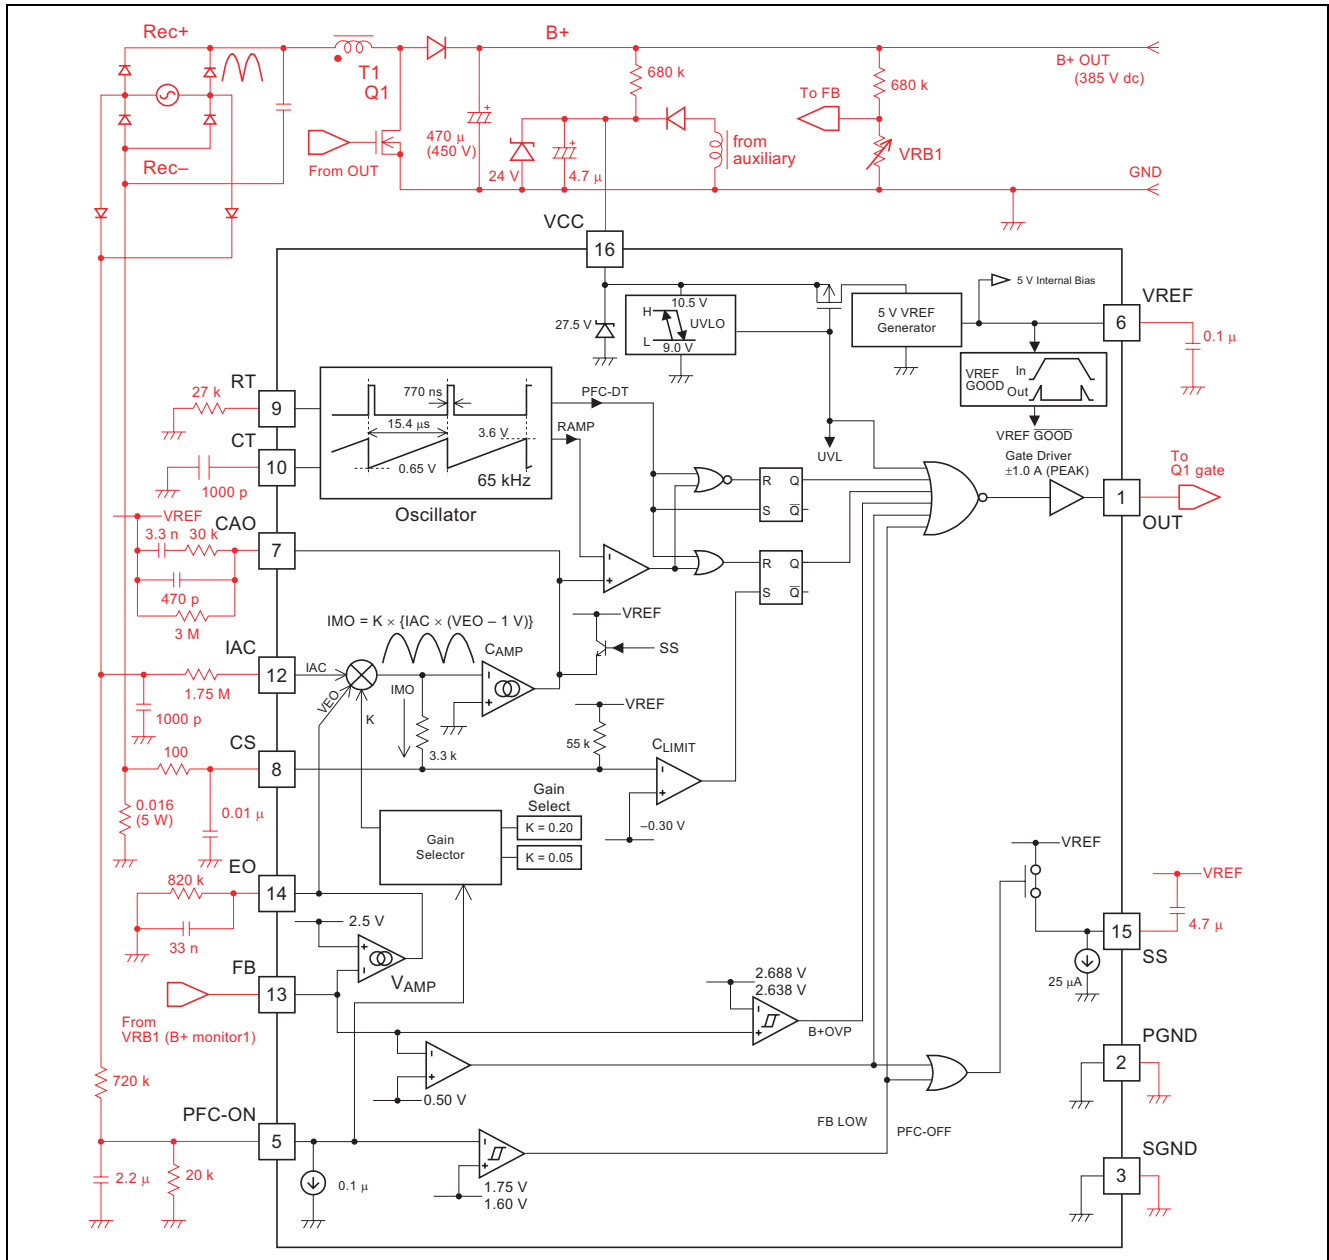 Rec+
B+
T1
Q1
680 k
B+ OUT
(385 V dc)
To FB
680 k
470 μ
(450 V)
from
auxiliary
VRB1
From OUT
24 V
4.7 μ
Rec–
GND
VCC
16
5 V Internal Bias
VREF
10.5 V
H
UVLO
L
9.0 V
27.5 V
5 V VREF
Generator
6
0.1 μ
VREF
GOOD
In
Out
VREF GOOD
RT
27 k
9
770 ns
PFC-DT
15.4 μs
3.6 V
RAMP
CT
10
0.65 V
65 kHz
1000 p
Oscillator
UVL
Gate Driver
±1.0 A (PEAK)
To
Q1 gate
R
Q
S
Q
1
OUT
VREF
CAO
3.3 n
30 k
7
470 p
3 M
R
Q
S
Q
IMO = K × {IAC × (VEO – 1 V)}
VREF
SS
IAC
12
IAC
1.75 M
CAMP
VEO
IMO
K
1000 p
VREF
CS
100
8
3.3 k
55 k
CLIMIT
0.016
(5 W)
0.01 μ
Gain
Select
K = 0.20
K = 0.05
–0.30 V
Gain
Selector
EO
820 k
14
33 n
2.5 V
VREF
VREF
4.7 μ
15
SS
25 μA
FB
13
VAMP
From
VRB1 (B+ monitor1)
2.688 V
2.638 V
B+OVP
PGND
2
0.50 V
720 k
PFC-ON
5
FB LOW
PFC-OFF
SGND
3
2.2 μ
20 k
0.1 μ
1.75 V
1.60 V